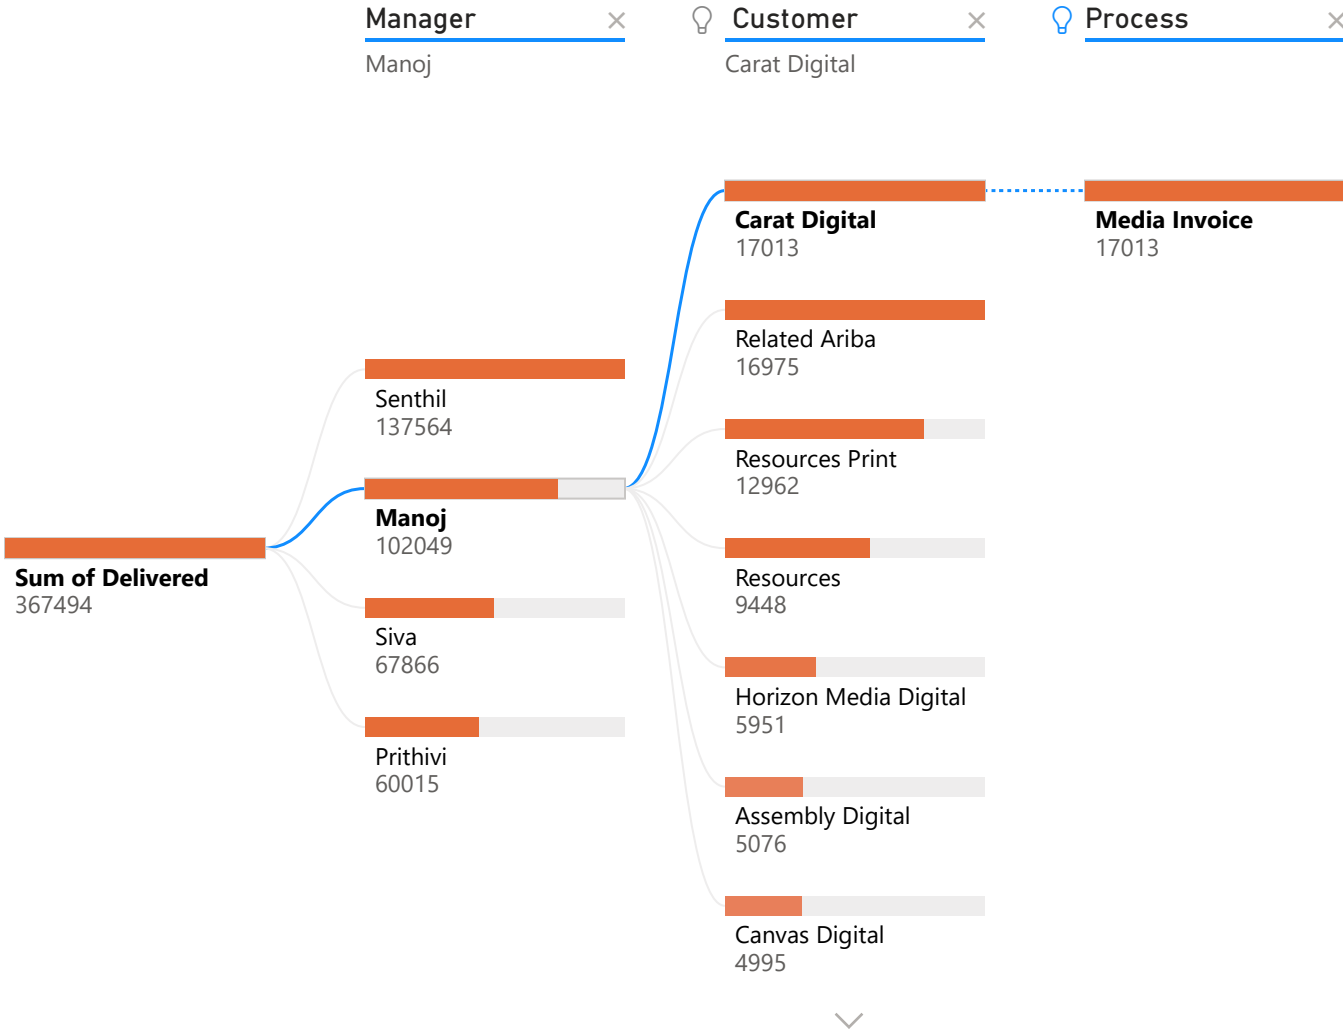 Manager
Customer
Process
Manoj
Carat Digital
Carat Digital
17013
Media Invoice
17013
Related Ariba
16975
Senthil
137564
Resources Print
12962
Manoj
102049
Sum of Delivered
367494
Resources
9448
Siva
67866
Horizon Media Digital
5951
Prithivi
60015
Assembly Digital
5076
Canvas Digital
4995